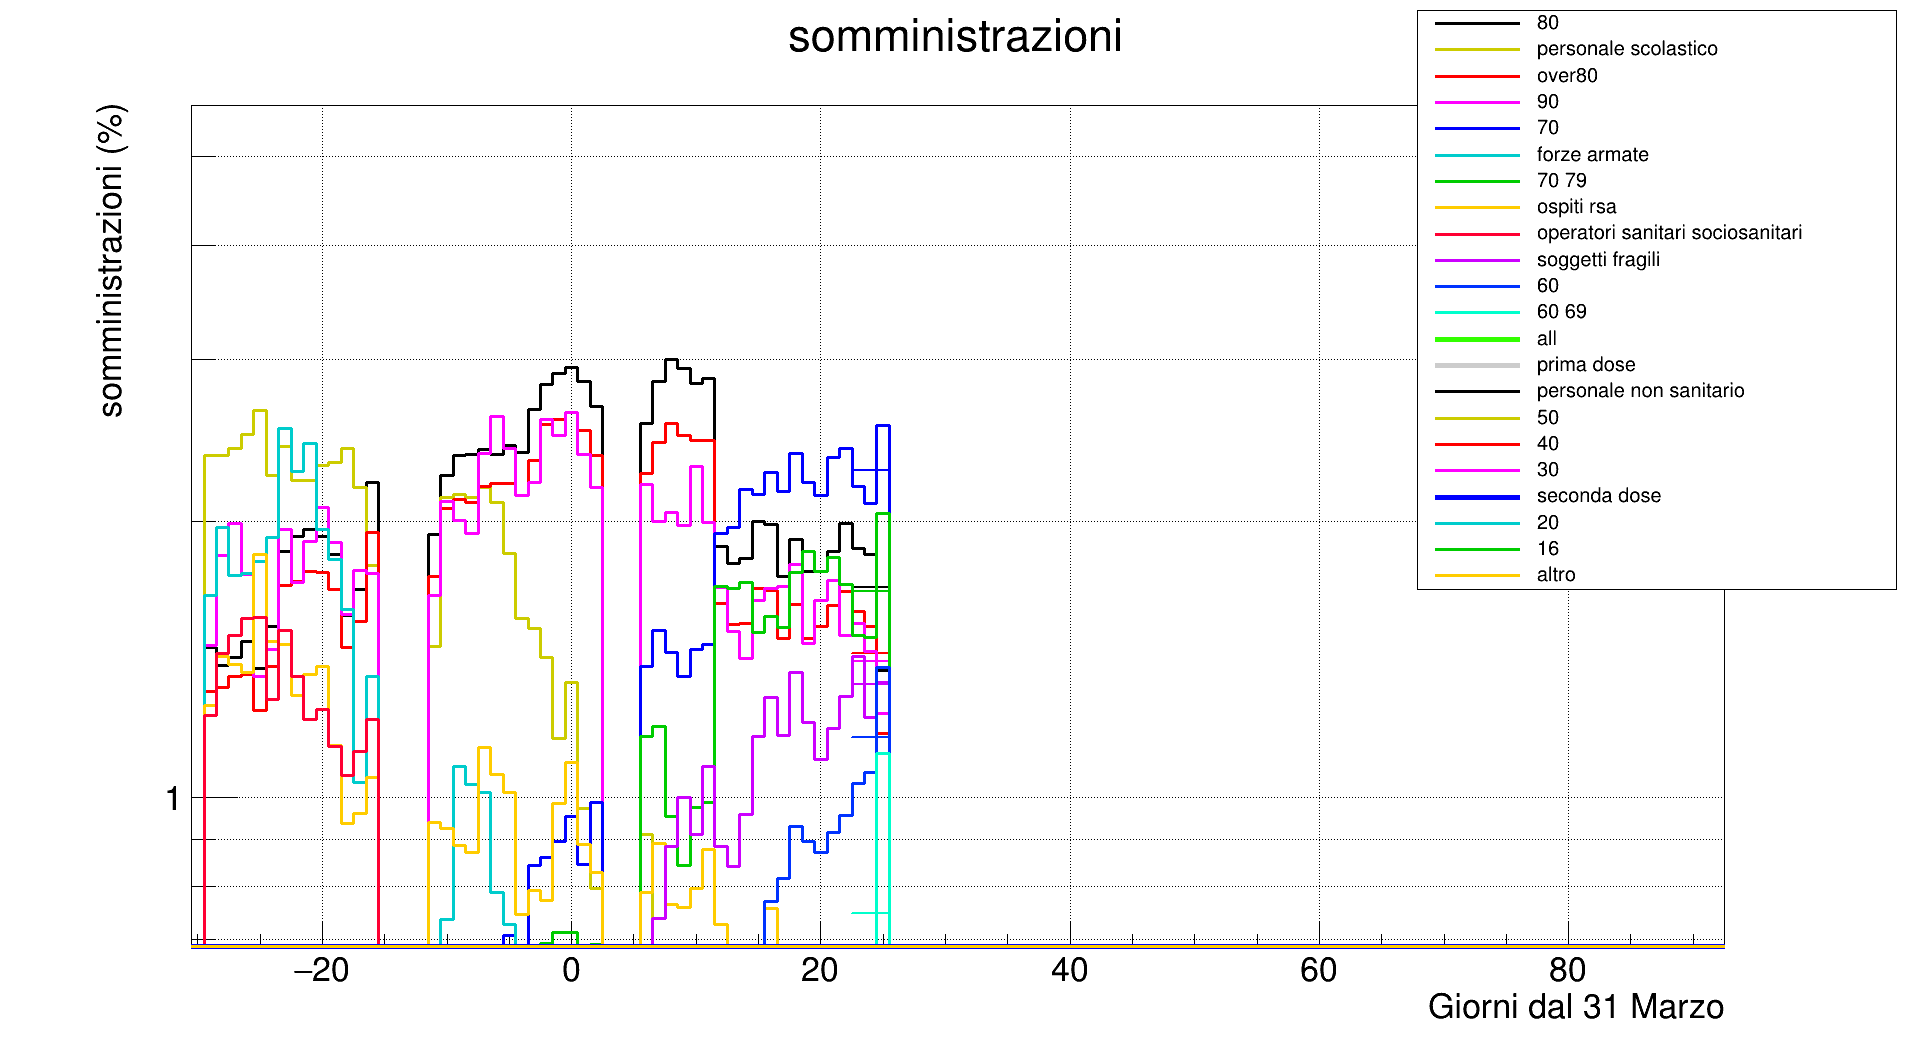 somministrazioni
somministrazioni (%)
80
personale scolastico
over80
90
70
forze armate
70 79
ospiti rsa
operatori sanitari sociosanitari
soggetti fragili
60
60 69
all
prima dose
personale non sanitario
50
40
30
seconda dose
20
16
altro
1
−20 0 20 40 60 80
Giorni dal 31 Marzo